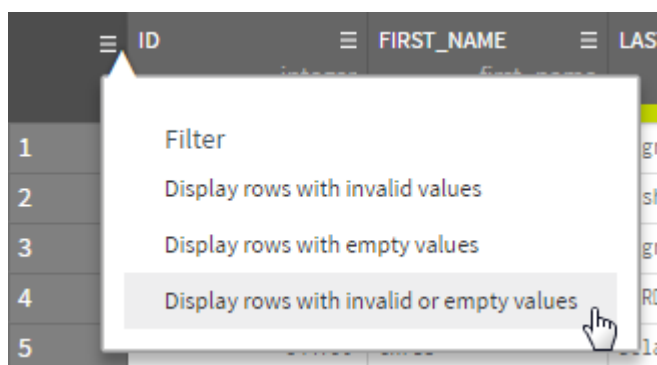 ID FIRST_NAME
Filter
1
Display rows with invalid values
2
Display rows with empty values
3
Display rows with invalid or empty values
4
5